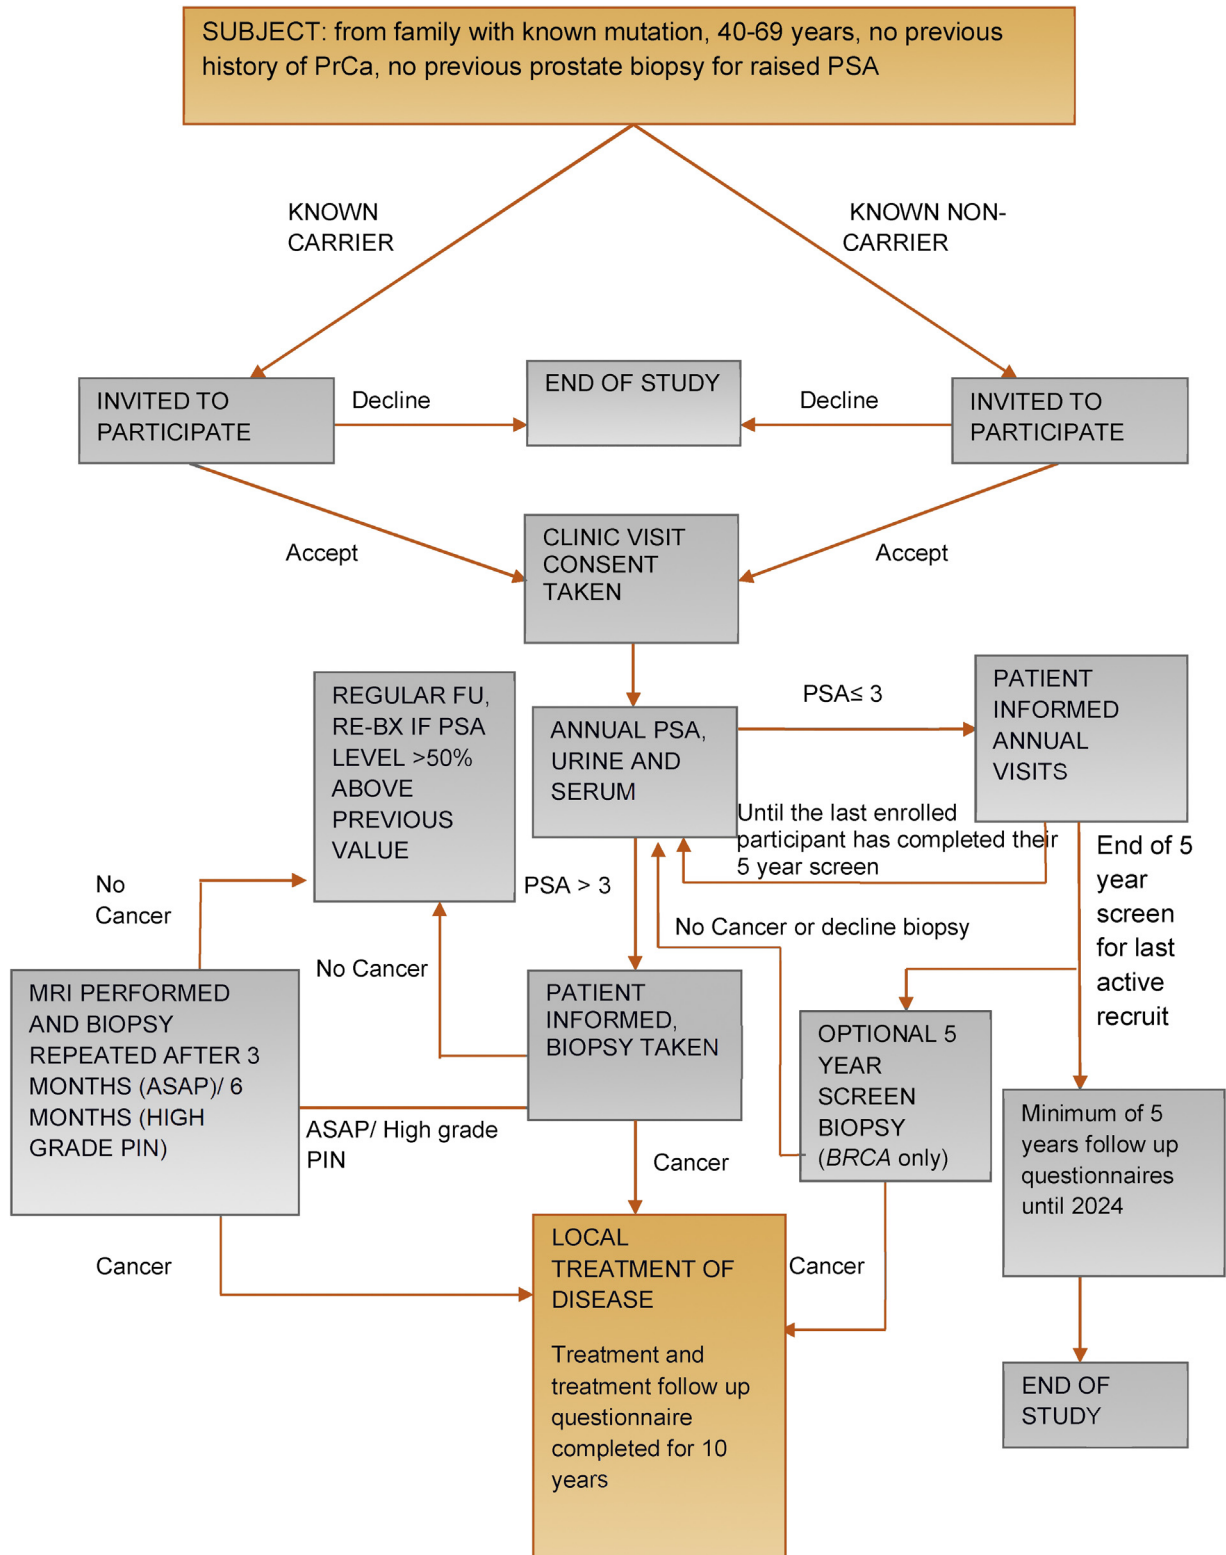 SUBJECT: from family with known mutation, 40-69 years, no previous
history of PrCa, no previous prostate biopsy for raised PSA
KNOWN
CARRIER
KNOWN NON-
CARRIER
INVITED TO
PARTICIPATE
Decline
END OF STUDY
Decline
INVITED TO
PARTICIPATE
Accept
CLINIC VISIT
CONSENT
TAKEN
Accept
REGULAR FU,
RE-BX IF PSA
LEVEL >50%
ABOVE
PREVIOUS
VALUE
ANNUAL PSA,
URINE AND
SERUM
PSA≤ 3
PATIENT
INFORMED
ANNUAL
VISITS
Until the last enrolled
participant has completed their
5 year screen
End of 5
year
screen
for last
active
recruit
No
Cancer
PSA > 3
No Cancer or decline biopsy
No Cancer
MRI PERFORMED
AND BIOPSY
REPEATED AFTER 3
MONTHS (ASAP)/ 6
MONTHS (HIGH
GRADE PIN)
PATIENT
INFORMED,
BIOPSY TAKEN
OPTIONAL 5
YEAR
SCREEN
BIOPSY
(BRCA only)
Minimum of 5
years follow up
questionnaires
until 2024
ASAP/ High grade
PIN
Cancer
Cancer
LOCAL
TREATMENT OF
DISEASE
Treatment and
treatment follow up
questionnaire
completed for 10
years
Cancer
END OF
STUDY